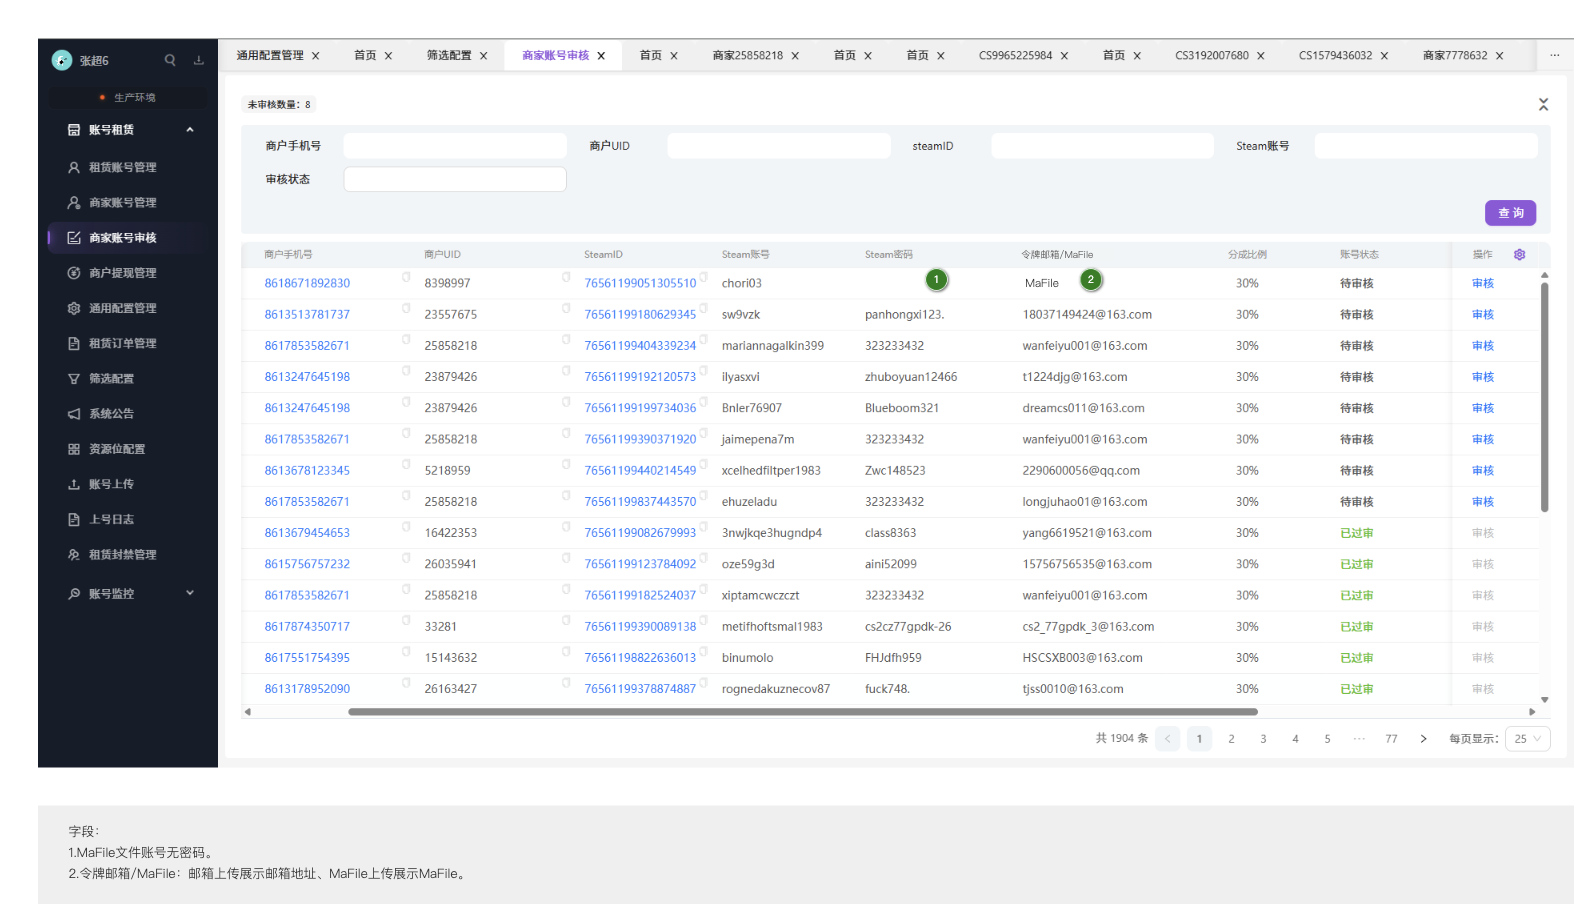 张超6
通用配置管理 X 首页 X 筛选配置 X 商家账号审核 X 首页 X 商家25858218 X 首页 X 首页 X CS9965225984 X 首页 X CS3192007680 X CS1579436032 X 商家7778632 X ...
生产环境
账号租赁
租赁账号管理
商家账号管理
商家账号审核
商户提现管理
通用配置管理
租赁订单管理
筛选配置
系统公告
资源位配置
账号上传
上号日志
租赁封禁管理
账号监控
未审核数量：8
商户手机号 商户UID steamID Steam账号
审核状态
查 询
商户手机号 商户UID SteamID Steam账号 Steam密码 令牌邮箱/MaFile 分成比例 账号状态 操作
8618671892830 8398997 76561199051305510 chori03 1 MaFile 2 30% 待审核 审核
8613513781737 23557675 76561199180629345 sw9vzk panhongxi123. 18037149424@163.com 30% 待审核 审核
8617853582671 25858218 76561199404339234 mariannagalkin399 323233432 wanfeiyu001@163.com 30% 待审核 审核
8613247645198 23879426 76561199192120573 ilyasxvi zhuboyuan12466 t1224djg@163.com 30% 待审核 审核
8613247645198 23879426 76561199199734036 Bnler76907 Blueboom321 dreamcs011@163.com 30% 待审核 审核
8617853582671 25858218 76561199390371920 jaimepena7m 323233432 wanfeiyu001@163.com 30% 待审核 审核
8613678123345 5218959 76561199440214549 xcelhedfiltper1983 Zwc148523 2290600056@qq.com 30% 待审核 审核
8617853582671 25858218 76561199837443570 ehuzeladu 323233432 longjuhao01@163.com 30% 待审核 审核
8613679454653 16422353 76561199082679993 3nwjkqe3hugndp4 class8363 yang6619521@163.com 30% 已过审 审核
8615756757232 26035941 76561199123784092 oze59g3d aini52099 15756756535@163.com 30% 已过审 审核
8617853582671 25858218 76561199182524037 xiptamcwczczt 323233432 wanfeiyu001@163.com 30% 已过审 审核
8617874350717 33281 76561199390089138 metifhoftsmal1983 cs2cz77gpdk-26 cs2_77gpdk_3@163.com 30% 已过审 审核
8617551754395 15143632 76561198822636013 binumolo FHJdfh959 HSCSXB003@163.com 30% 已过审 审核
8613178952090 26163427 76561199378874887 rognedakuznecov87 fuck748. tjss0010@163.com 30% 已过审 审核
共 1904 条 < 1 2 3 4 5 ... 77 > 每页显示： 25
字段：
1.MaFile文件账号无密码。
2.令牌邮箱/MaFile：邮箱上传展示邮箱地址、MaFile上传展示MaFile。